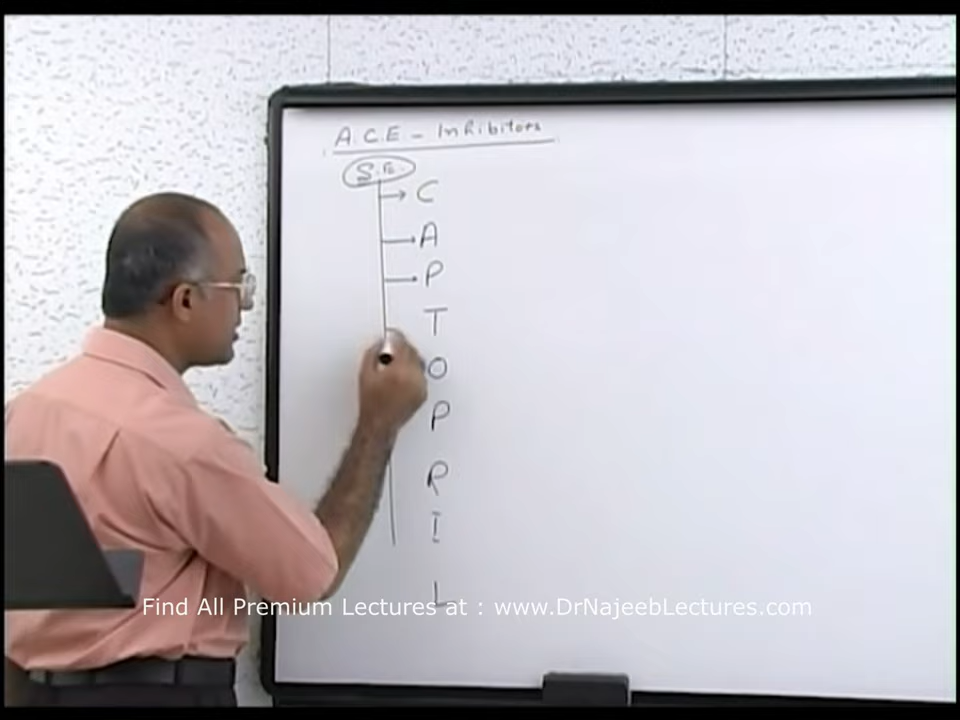 A.C.E - Inhibitors
S.E.
C
A
P
T
O
P
R
I
L
Find All Premium Lectures at : www.DrNajeebLectures.com